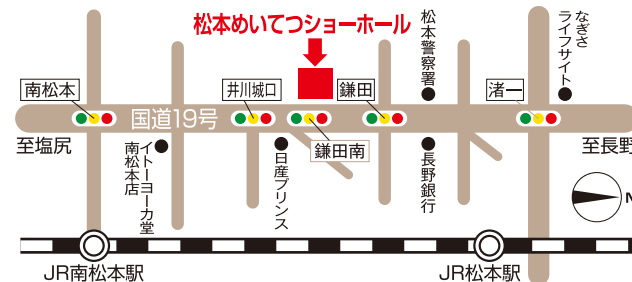 松本めいてつショーホール
なぎさ
ライフサイト
松本警察署
南松本
井川城口
鎌田
渚一
国道19号
至塩尻
至長野
鎌田南
イトーヨーカ堂
南松本店
日産プリンス
長野銀行
N
JR南松本駅
JR松本駅